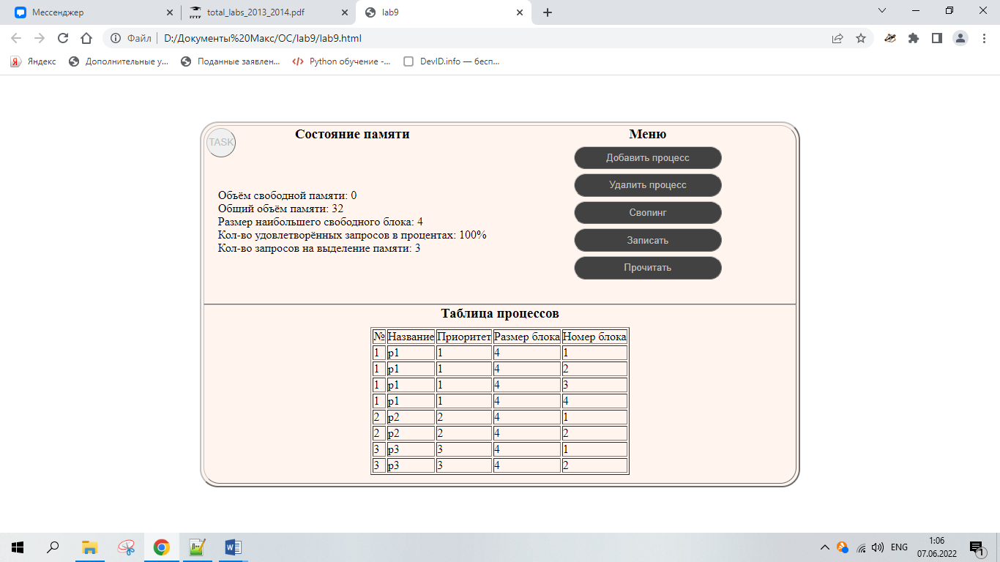 Мессенджер
total_labs_2013_2014.pdf
lab9
Файл
D:/Документы%20Макс/ОС/lab9/lab9.html
Яндекс
Дополнительные у...
Поданные заявлен...
Python обучение -...
DevID.info — бесп...
TASK
Состояние памяти
Объём свободной памяти: 0
Общий объём памяти: 32
Размер наибольшего свободного блока: 4
Кол-во удовлетворённых запросов в процентах: 100%
Кол-во запросов на выделение памяти: 3
Меню
Добавить процесс
Удалить процесс
Свопинг
Записать
Прочитать
Таблица процессов
№ Название Приоритет Размер блока Номер блока
1 p1 1 4 1
1 p1 1 4 2
1 p1 1 4 3
1 p1 1 4 4
2 p2 2 4 1
2 p2 2 4 2
3 p3 3 4 1
3 p3 3 4 2
ENG
1:06
07.06.2022
1